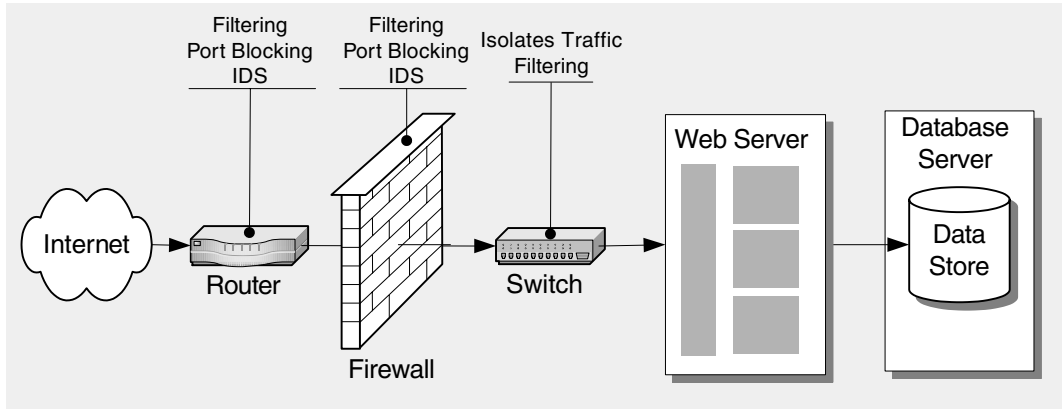 Filtering
Port Blocking
IDS
Filtering
Port Blocking
IDS
Isolates Traffic
Filtering
Internet
Router
Firewall
Switch
Web Server
Database
Server
Data
Store